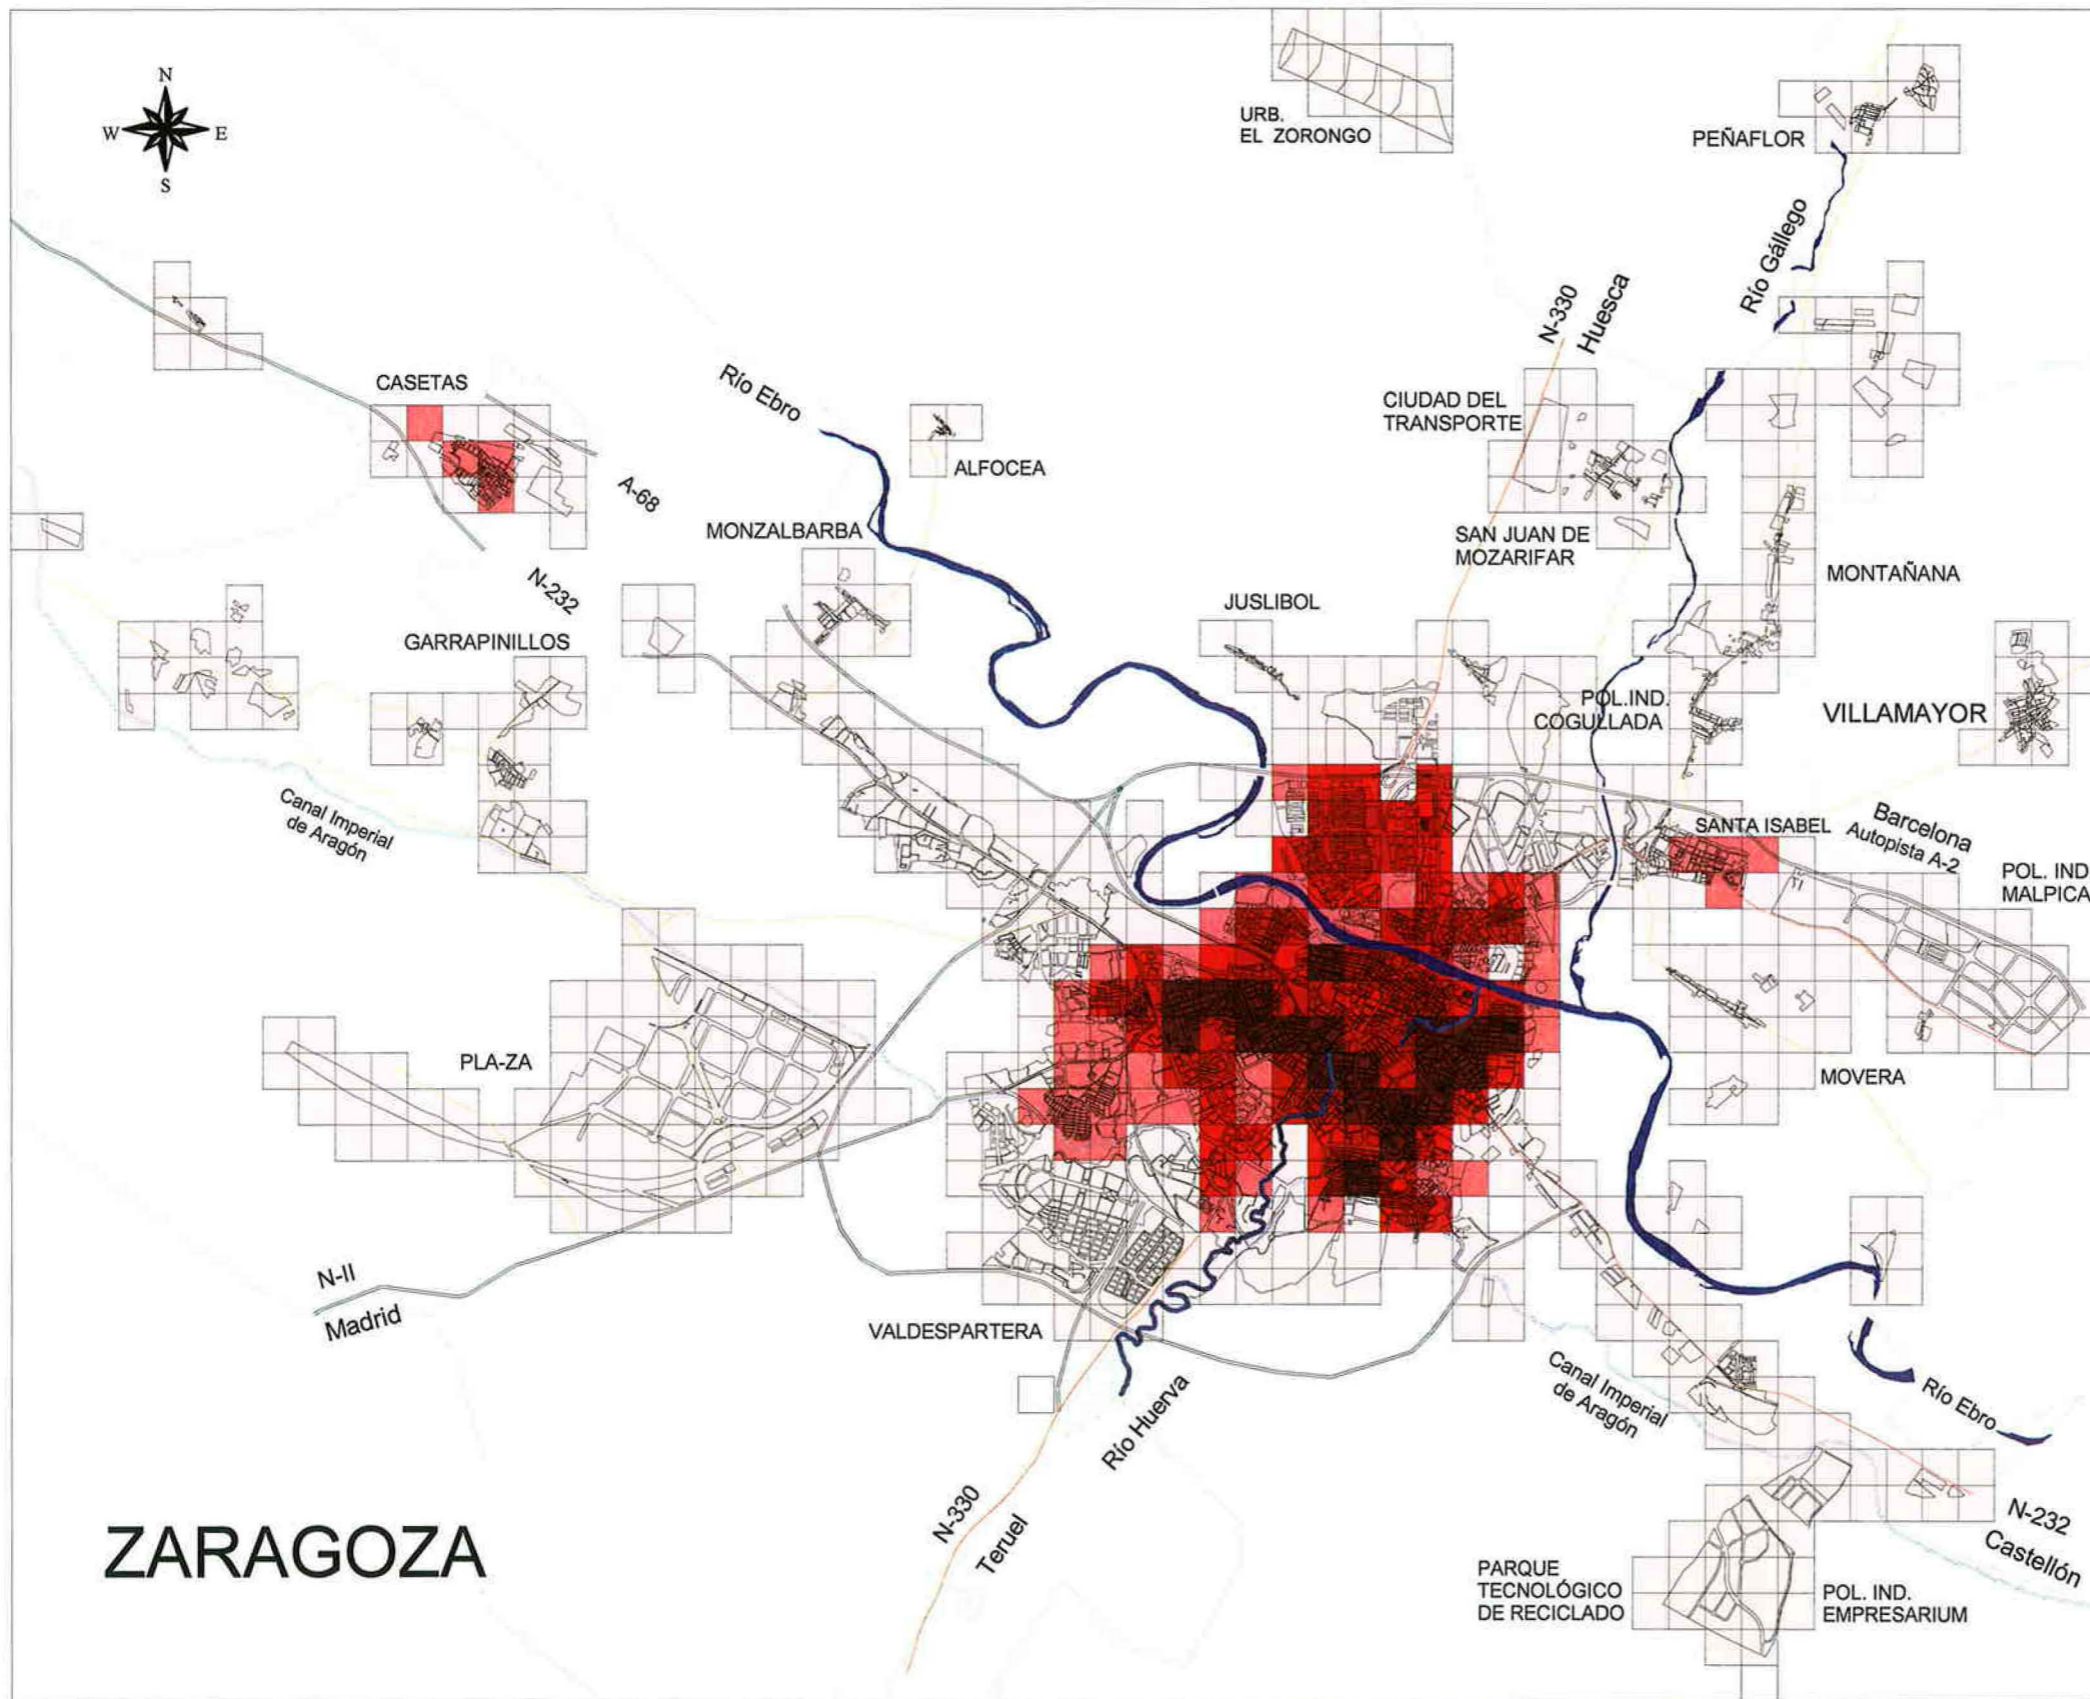 N
W E
S
URB.
EL ZORONGO
PEÑAFLOR
Río Gállego
N-330
Huesca
CASETAS
Río Ebro
CIUDAD DEL
TRANSPORTE
ALFOCEA
A-68
MONZALBARBA
SAN JUAN DE
MOZARIFAR
MONTAÑANA
N-232
JUSLIBOL
GARRAPINILLOS
POL.IND.
COGULLADA
VILLAMAYOR
Canal Imperial
de Aragón
SANTA ISABEL
Barcelona
Autopista A-2
POL. IND
MALPICA
PLA-ZA
MOVERA
N-II
Madrid
VALDESPARTERA
Río Huerva
Canal Imperial
de Aragón
Río Ebro
N-330
Teruel
N-232
Castellón
ZARAGOZA
PARQUE
TECNOLÓGICO
DE RECICLADO
POL. IND.
EMPRESARIUM